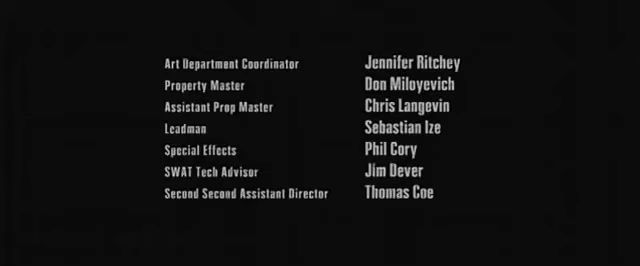 Art Department Coordinator Jennifer Ritchey
Property Master Don Miloyevich
Assistant Prop Master Chris Langevin
Leadman Sebastian Ize
Special Effects Phil Cory
SWAT Tech Advisor Jim Dever
Second Second Assistant Director Thomas Coe